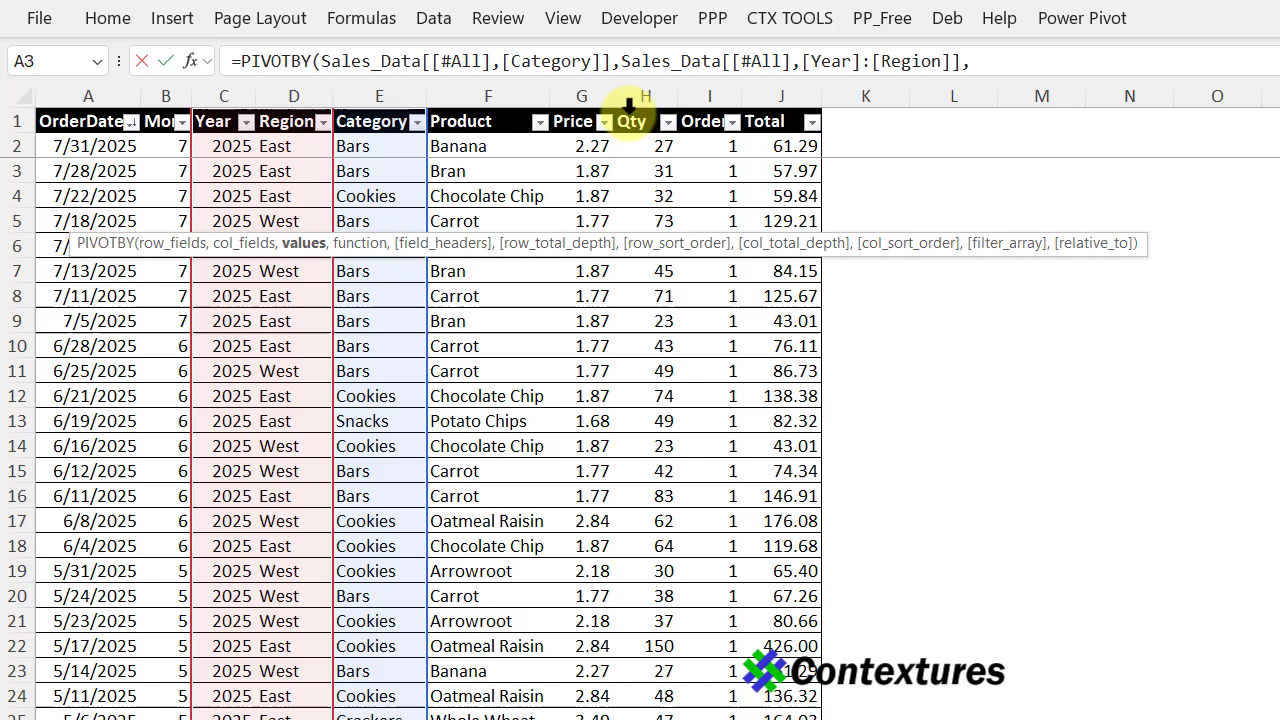 File Home Insert Page Layout Formulas Data Review View Developer PPP CTX TOOLS PP_Free Deb Help Power Pivot
A3 fx =PIVOTBY(Sales_Data[[#All],[Category]],Sales_Data[[#All],[Year]:[Region]],
A B C D E F G H I J K L M N O
1 OrderDate Mor Year Region Category Product Price Qty Order Total
2 7/31/2025 7 2025 East Bars Banana 2.27 27 1 61.29
3 7/28/2025 7 2025 East Bars Bran 1.87 31 1 57.97
4 7/22/2025 7 2025 East Cookies Chocolate Chip 1.87 32 1 59.84
5 7/18/2025 7 2025 West Bars Carrot 1.77 73 1 129.21
6 7/ PIVOTBY(row_fields, col_fields, values, function, [field_headers], [row_total_depth], [row_sort_order], [col_total_depth], [col_sort_order], [filter_array], [relative_to])
7 7/13/2025 7 2025 West Bars Bran 1.87 45 1 84.15
8 7/11/2025 7 2025 East Bars Carrot 1.77 71 1 125.67
9 7/5/2025 7 2025 East Bars Bran 1.87 23 1 43.01
10 6/28/2025 6 2025 East Bars Carrot 1.77 43 1 76.11
11 6/25/2025 6 2025 East Bars Carrot 1.77 49 1 86.73
12 6/21/2025 6 2025 East Cookies Chocolate Chip 1.87 74 1 138.38
13 6/19/2025 6 2025 East Snacks Potato Chips 1.68 49 1 82.32
14 6/16/2025 6 2025 West Cookies Chocolate Chip 1.87 23 1 43.01
15 6/12/2025 6 2025 West Bars Carrot 1.77 42 1 74.34
16 6/11/2025 6 2025 East Bars Carrot 1.77 83 1 146.91
17 6/8/2025 6 2025 West Cookies Oatmeal Raisin 2.84 62 1 176.08
18 6/4/2025 6 2025 East Cookies Chocolate Chip 1.87 64 1 119.68
19 5/31/2025 5 2025 West Cookies Arrowroot 2.18 30 1 65.40
20 5/24/2025 5 2025 West Bars Carrot 1.77 38 1 67.26
21 5/23/2025 5 2025 West Cookies Arrowroot 2.18 37 1 80.66
22 5/17/2025 5 2025 East Cookies Oatmeal Raisin 2.84 150 1 426.00
23 5/14/2025 5 2025 West Bars Banana 2.27 27 1
Contextures
24 5/11/2025 5 2025 East Cookies Oatmeal Raisin 2.84 48 1 136.32